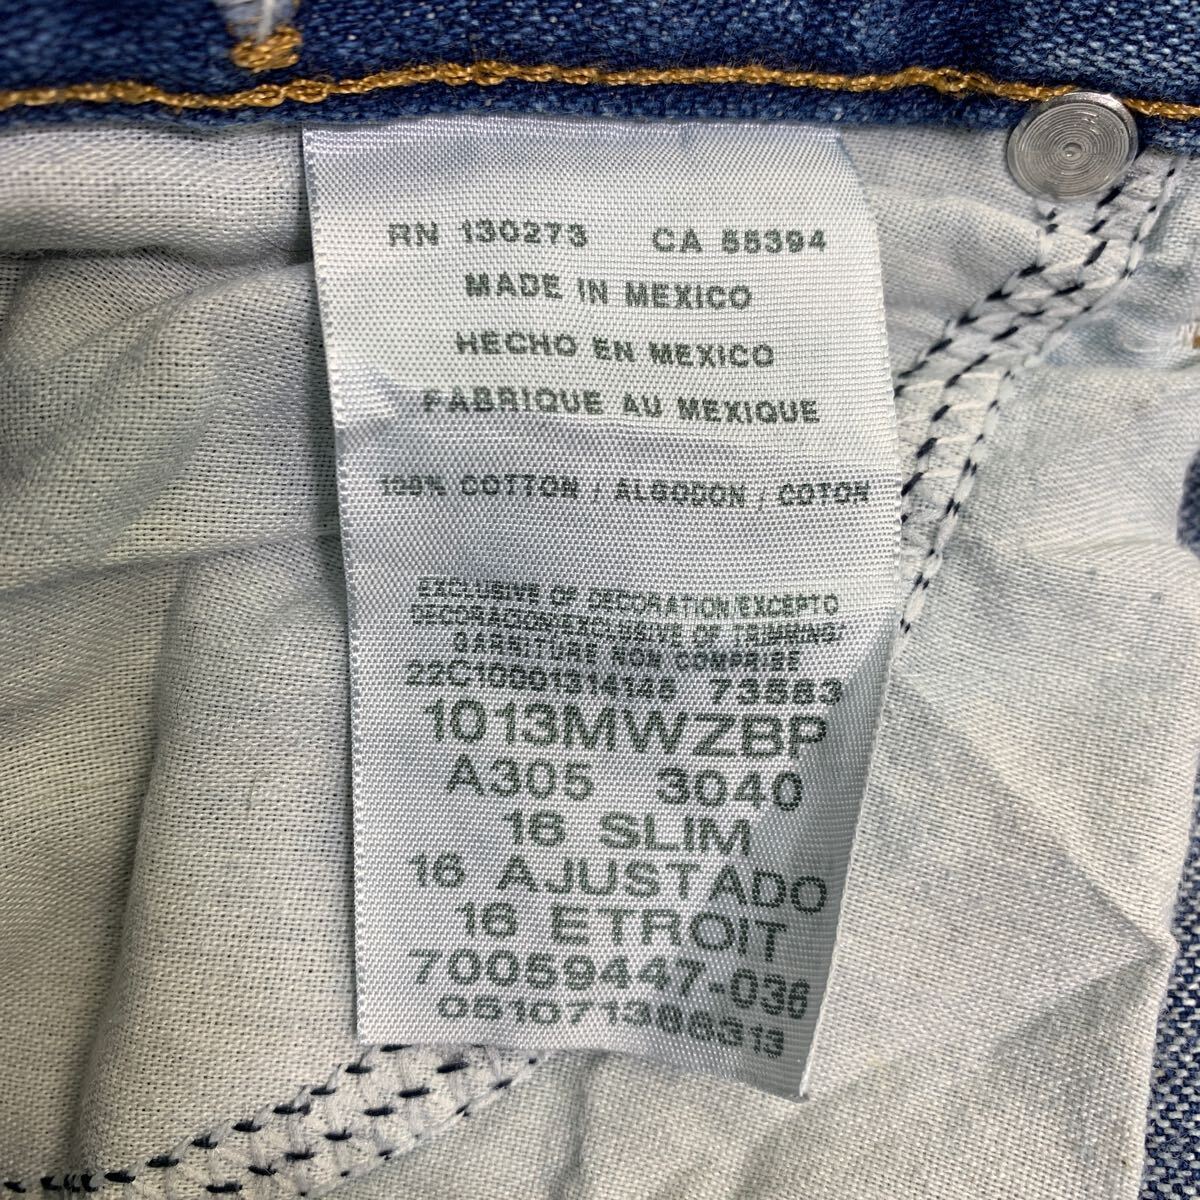 RN 130273 CA 55394
MADE IN MEXICO
HECHO EN MEXICO
FABRIQUE AU MEXIQUE
100% COTTON / ALGODON / COTON
EXCLUSIVE OF DECORATION/EXCEPTO
DECORACION/EXCLUSIVE OF TRIMMING/
GARNITURE NON COMPRISE
22C10001314148 73583
1013MWZBP
A305 3040
16 SLIM
16 AJUSTADO
16 ETROIT
70059447-036
051071388313